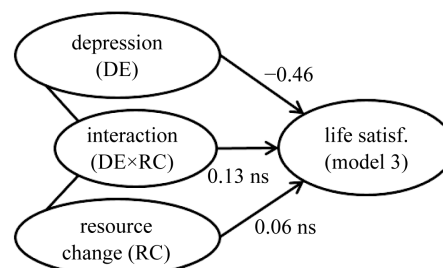 depression
(DE)
−0.46
interaction
(DE×RC)
life satisf.
(model 3)
0.13 ns
resource
change (RC)
0.06 ns